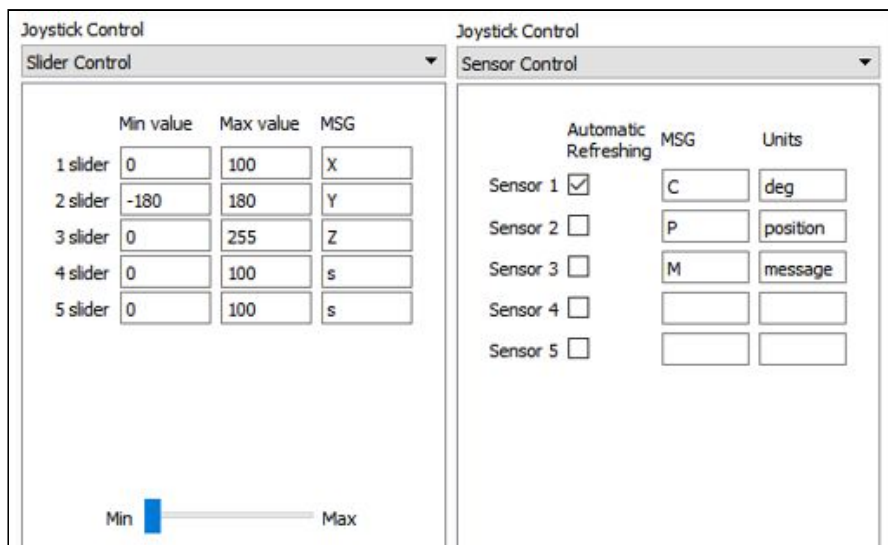 Joystick Control
Slider Control
Min value Max value MSG
1 slider 0 100 X
2 slider -180 180 Y
3 slider 0 255 Z
4 slider 0 100 s
5 slider 0 100 s
Min Max
Joystick Control
Sensor Control
Automatic
Refreshing MSG Units
Sensor 1 C deg
Sensor 2 P position
Sensor 3 M message
Sensor 4
Sensor 5